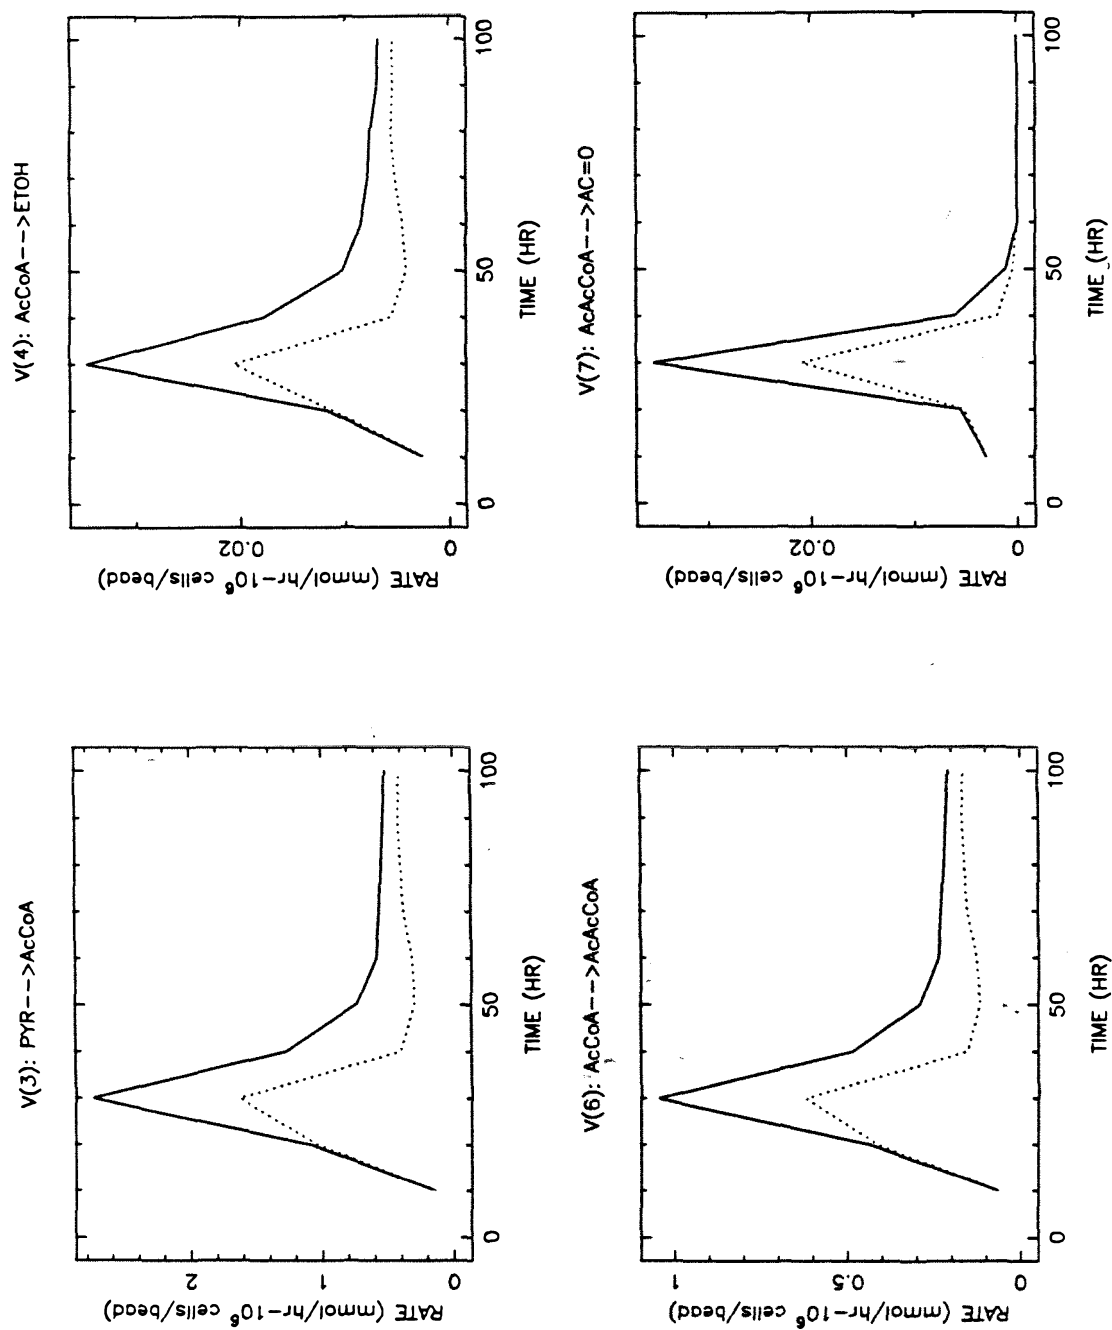 V(3): PYR-->AcCoA
RATE (mmol/hr-10⁶ cells/bead)
2
1
0
0
50
100
TIME (HR)
V(4): AcCoA-->ETOH
RATE (mmol/hr-10⁶ cells/bead)
0.02
0
0
50
100
TIME (HR)
V(6): AcCoA-->AcAcCoA
RATE (mmol/hr-10⁶ cells/bead)
1
0.5
0
0
50
100
TIME (HR)
V(7): AcAcCoA-->AC=O
RATE (mmol/hr-10⁶ cells/bead)
0.02
0
0
50
100
TIME (HR)